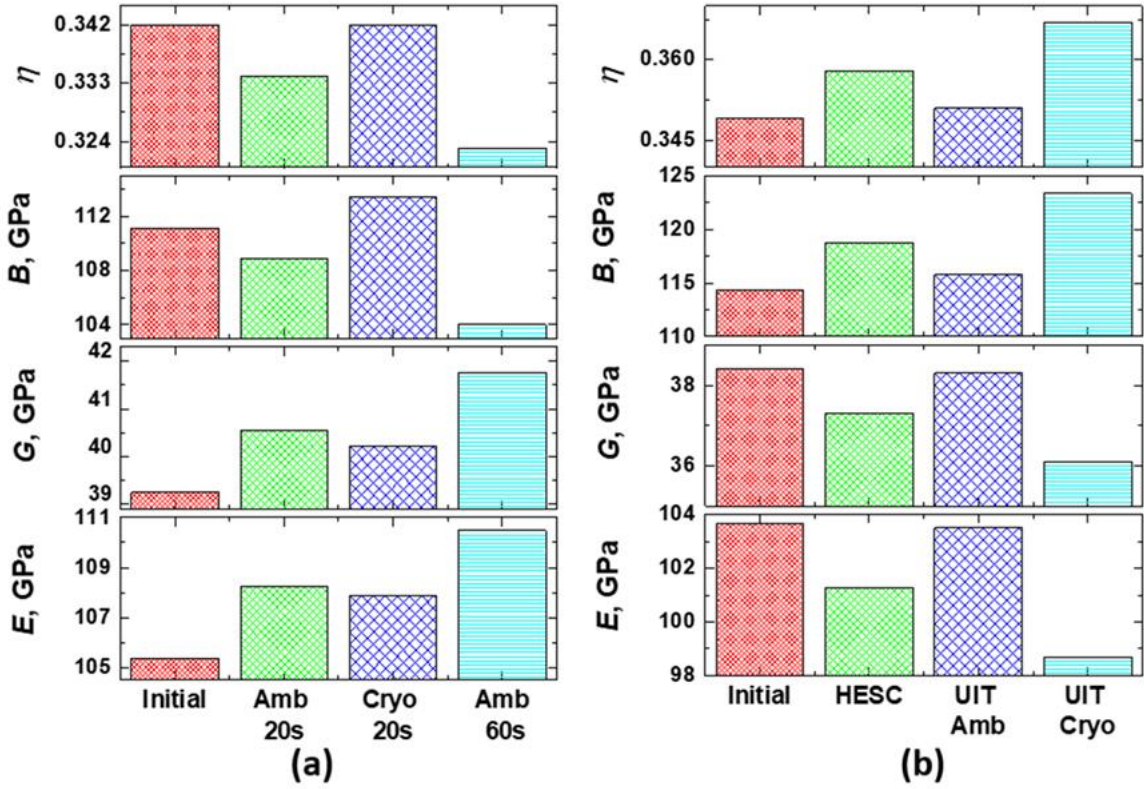 0.342
0.333
0.324
η
112
108
104
B, GPa
42
41
40
39
G, GPa
111
109
107
105
E, GPa
Initial
Amb
20s
Cryo
20s
Amb
60s
(a)
0.360
0.345
η
125
120
115
110
B, GPa
38
36
G, GPa
104
102
100
98
E, GPa
Initial
HESC
UIT
Amb
UIT
Cryo
(b)